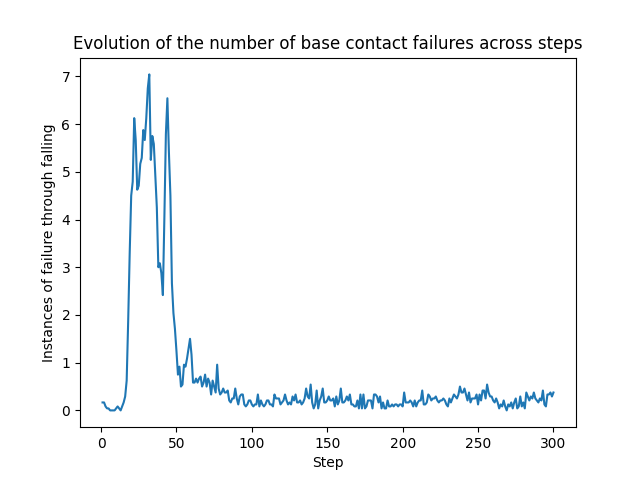 Evolution of the number of base contact failures across steps
7
6
5
4
3
2
1
0
Instances of failure through falling
0 50 100 150 200 250 300
Step